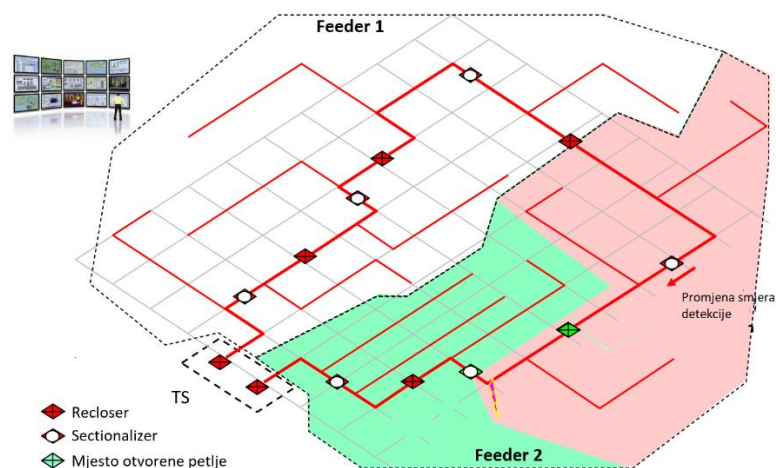 Feeder 1
Promjena smjera
detekcije
TS
Recloser
Sectionalizer
Mjesto otvorene petlje
Feeder 2